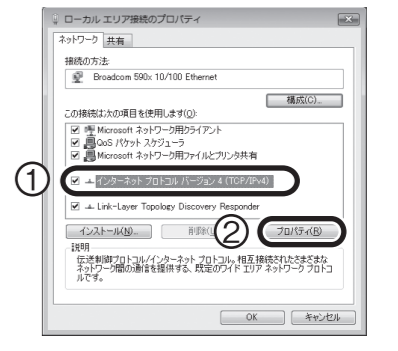 ローカル エリア接続のプロパティ
ネットワーク 共有
接続の方法:
Broadcom 590x 10/100 Ethernet
構成(C)...
この接続は次の項目を使用します(O):
Microsoft ネットワーク用クライアント
QoS パケット スケジューラ
Microsoft ネットワーク用ファイルとプリンタ共有
① インターネット プロトコル バージョン 4 (TCP/IPv4)
Link-Layer Topology Discovery Responder
インストール(N)... 削除(U) ② プロパティ(R)
説明
伝送制御プロトコル/インターネット プロトコル。相互接続されたさまざまな
ネットワーク間の通信を提供する、既定のワイド エリア ネットワーク プロトコ
ルです。
OK キャンセル